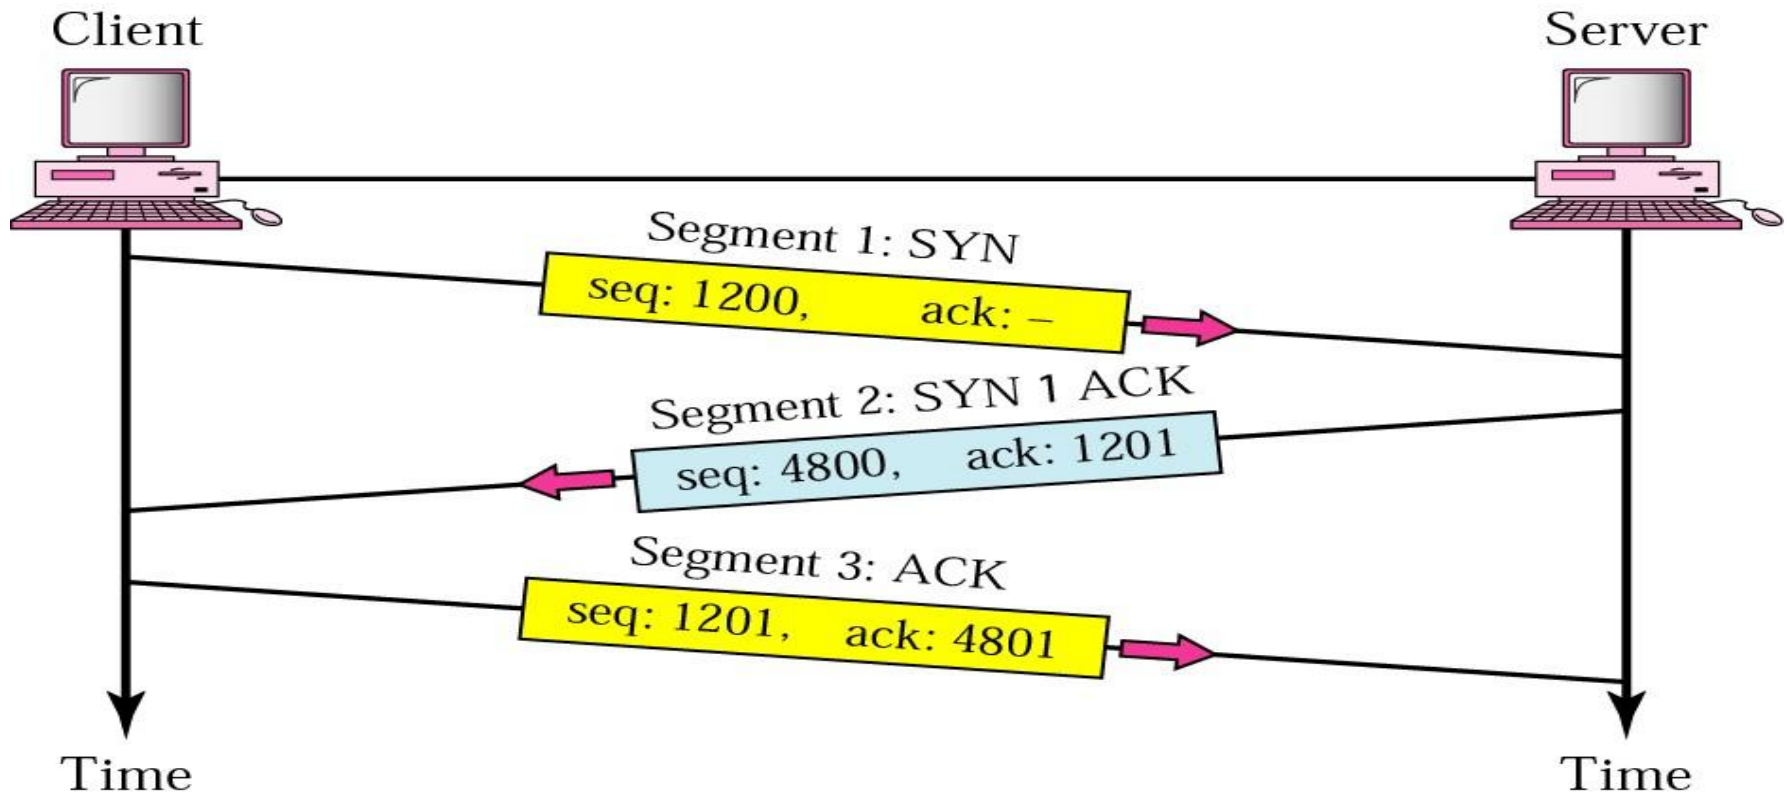 Client
Server
Segment 1: SYN
seq: 1200, ack: –
Segment 2: SYN 1 ACK
seq: 4800, ack: 1201
Segment 3: ACK
seq: 1201, ack: 4801
Time
Time